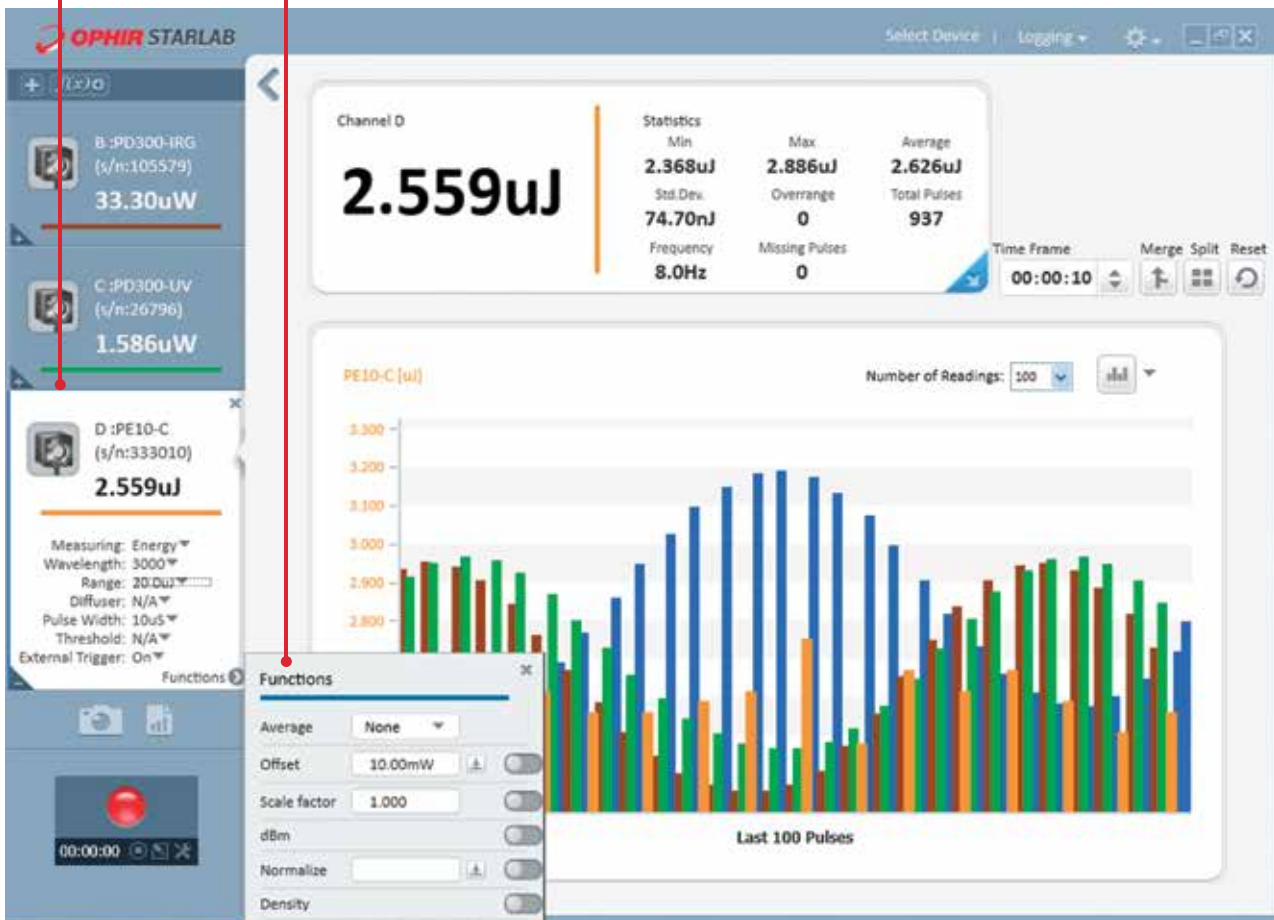 OPHIR STARLAB
Select Device | Logging
f(x)
B :PD300-IRG
(s/n:105579)
33.30uW
C :PD300-UV
(s/n:26796)
1.586uW
D :PE10-C
(s/n:333010)
2.559uJ
Measuring: Energy
Wavelength: 3000
Range: 20.0uJ
Diffuser: N/A
Pulse Width: 10uS
Threshold: N/A
External Trigger: On
Functions
00:00:00
Channel D
2.559uJ
Statistics
Min Max Average
2.368uJ 2.886uJ 2.626uJ
Std.Dev. Overrange Total Pulses
74.70nJ 0 937
Frequency Missing Pulses
8.0Hz 0
Time Frame Merge Split Reset
00:00:10
PE10-C [uJ]
Number of Readings: 100
3.300
3.200
3.100
3.000
2.900
2.800
Last 100 Pulses
Functions
Average None
Offset 10.00mW
Scale factor 1.000
dBm
Normalize
Density